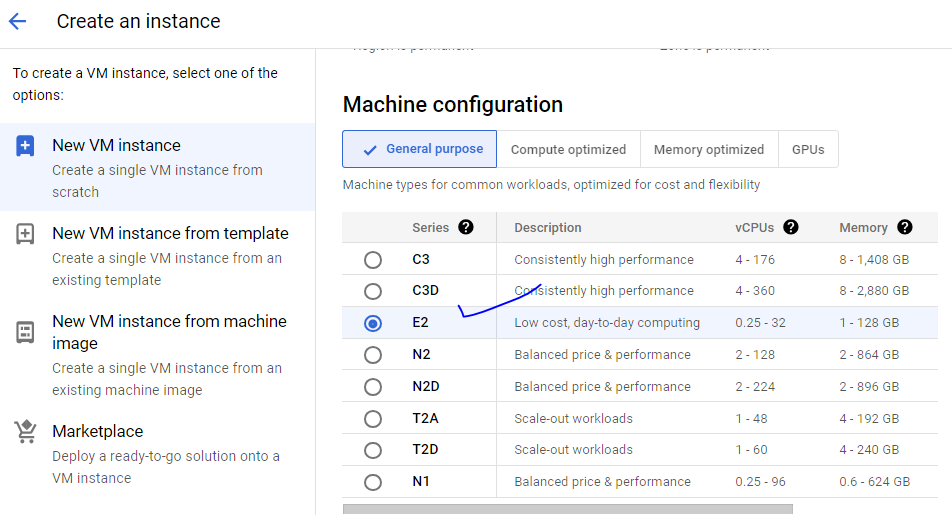 Create an instance
To create a VM instance, select one of the
options:
New VM instance
Create a single VM instance from
scratch
New VM instance from template
Create a single VM instance from an
existing template
New VM instance from machine
image
Create a single VM instance from an
existing machine image
Marketplace
Deploy a ready-to-go solution onto a
VM instance
Region is permanent Zone is permanent
Machine configuration
General purpose Compute optimized Memory optimized GPUs
Machine types for common workloads, optimized for cost and flexibility
Series ? Description vCPUs ? Memory ?
C3 Consistently high performance 4 - 176 8 - 1,408 GB
C3D Consistently high performance 4 - 360 8 - 2,880 GB
E2 Low cost, day-to-day computing 0.25 - 32 1 - 128 GB
N2 Balanced price & performance 2 - 128 2 - 864 GB
N2D Balanced price & performance 2 - 224 2 - 896 GB
T2A Scale-out workloads 1 - 48 4 - 192 GB
T2D Scale-out workloads 1 - 60 4 - 240 GB
N1 Balanced price & performance 0.25 - 96 0.6 - 624 GB